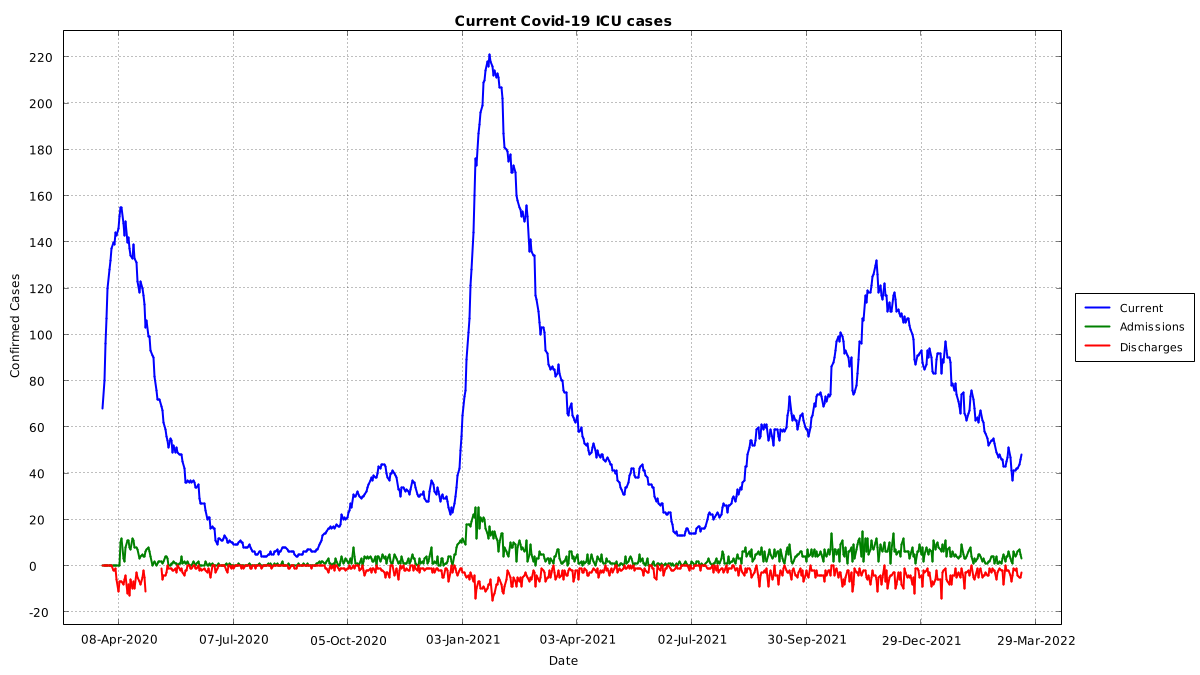 Current Covid-19 ICU cases
Confirmed Cases
220
200
180
160
140
120
100
80
60
40
20
0
-20
08-Apr-2020
07-Jul-2020
05-Oct-2020
03-Jan-2021
03-Apr-2021
02-Jul-2021
30-Sep-2021
29-Dec-2021
29-Mar-2022
Date
Current
Admissions
Discharges